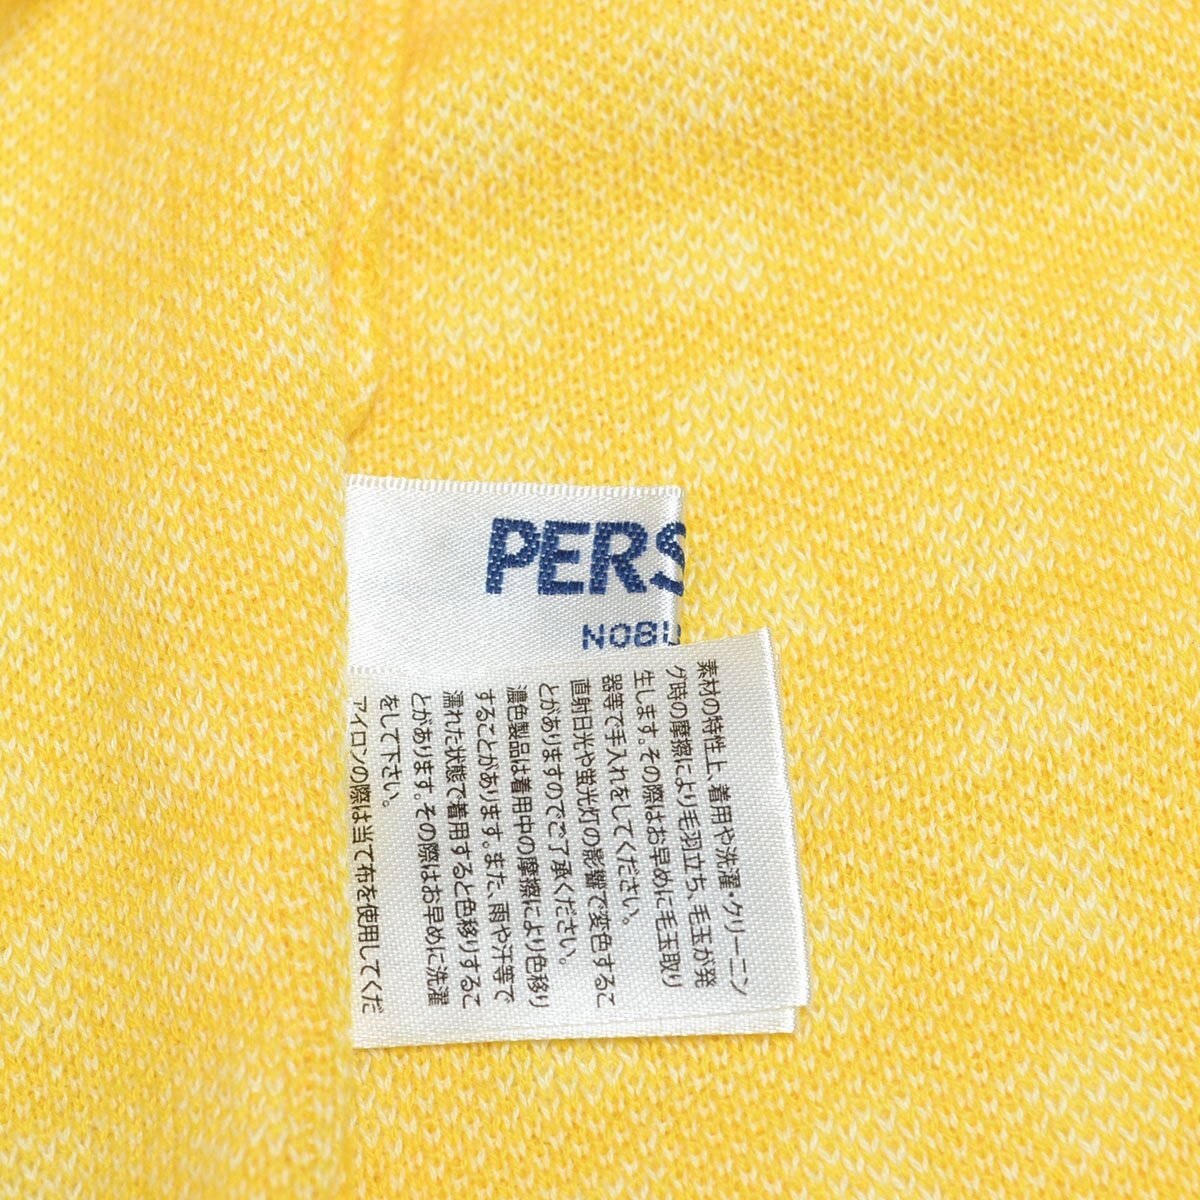 PERS
NOBU
素材の特性上、着用や洗濯・クリーニン
グ時の摩擦により毛羽立ち、毛玉が発
生します。その際はお早めに毛玉取り
器等で手入れをしてください。
直射日光や蛍光灯の影響で変色するこ
とがありますのでご了承ください。
濃色製品は着用中の摩擦により色移り
することがあります。また、雨や汗等で
濡れた状態で着用すると色移りするこ
とがあります。その際はお早めに洗濯
をして下さい。
アイロンの際は当て布を使用してくだ